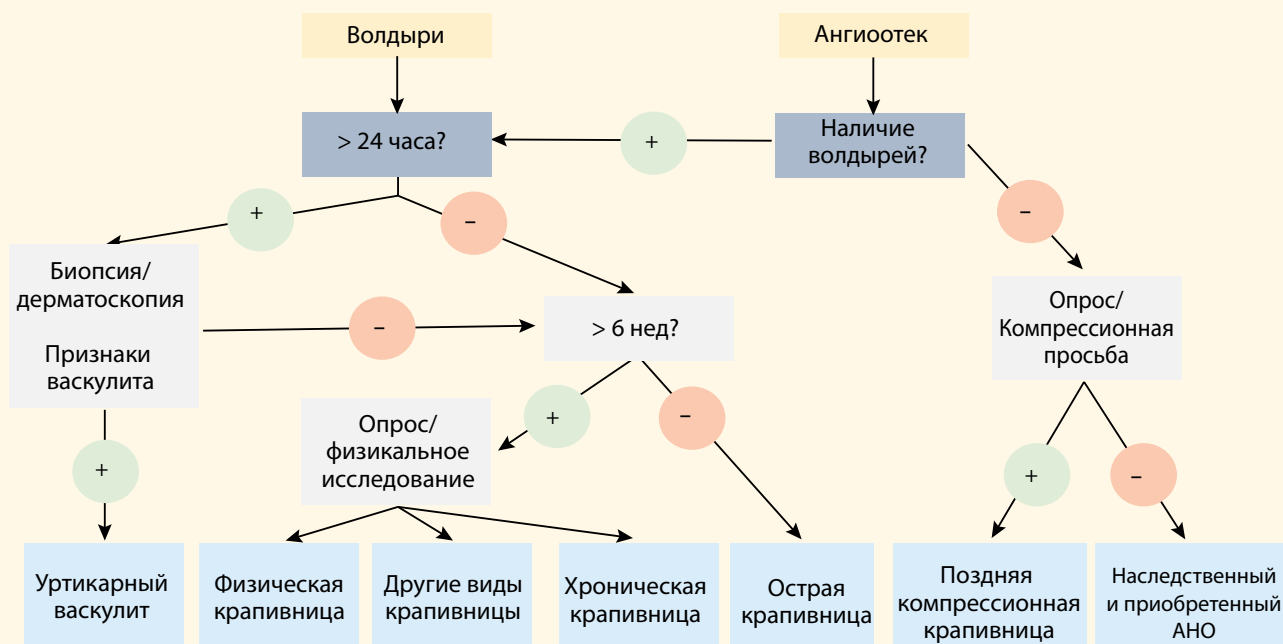 Волдыри
Ангиоотек
> 24 часа?
+
Наличие
волдырей?
+
–
–
Биопсия/
дерматоскопия
Признаки
васкулита
–
> 6 нед?
Опрос/
Компрессионная
просьба
+
Опрос/
физикальное
исследование
+
–
+
–
Уртикарный
васкулит
Физическая
крапивница
Другие виды
крапивницы
Хроническая
крапивница
Острая
крапивница
Поздняя
компрессионная
крапивница
Наследственный
и приобретенный
АНО